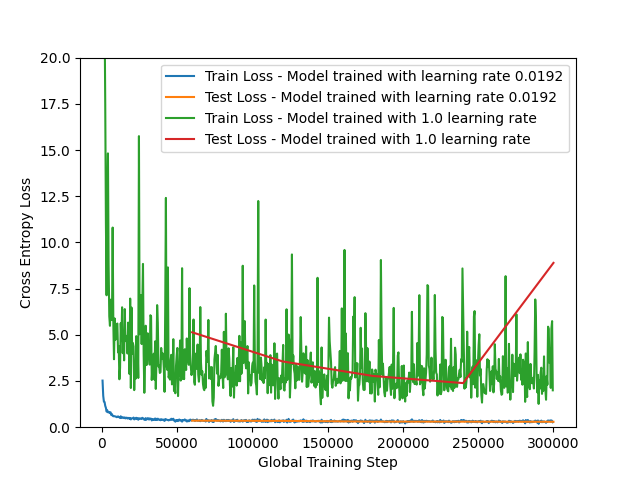 Train Loss - Model trained with learning rate 0.0192
Test Loss - Model trained with learning rate 0.0192
Train Loss - Model trained with 1.0 learning rate
Test Loss - Model trained with 1.0 learning rate
Cross Entropy Loss
20.0
17.5
15.0
12.5
10.0
7.5
5.0
2.5
0.0
0 50000 100000 150000 200000 250000 300000
Global Training Step